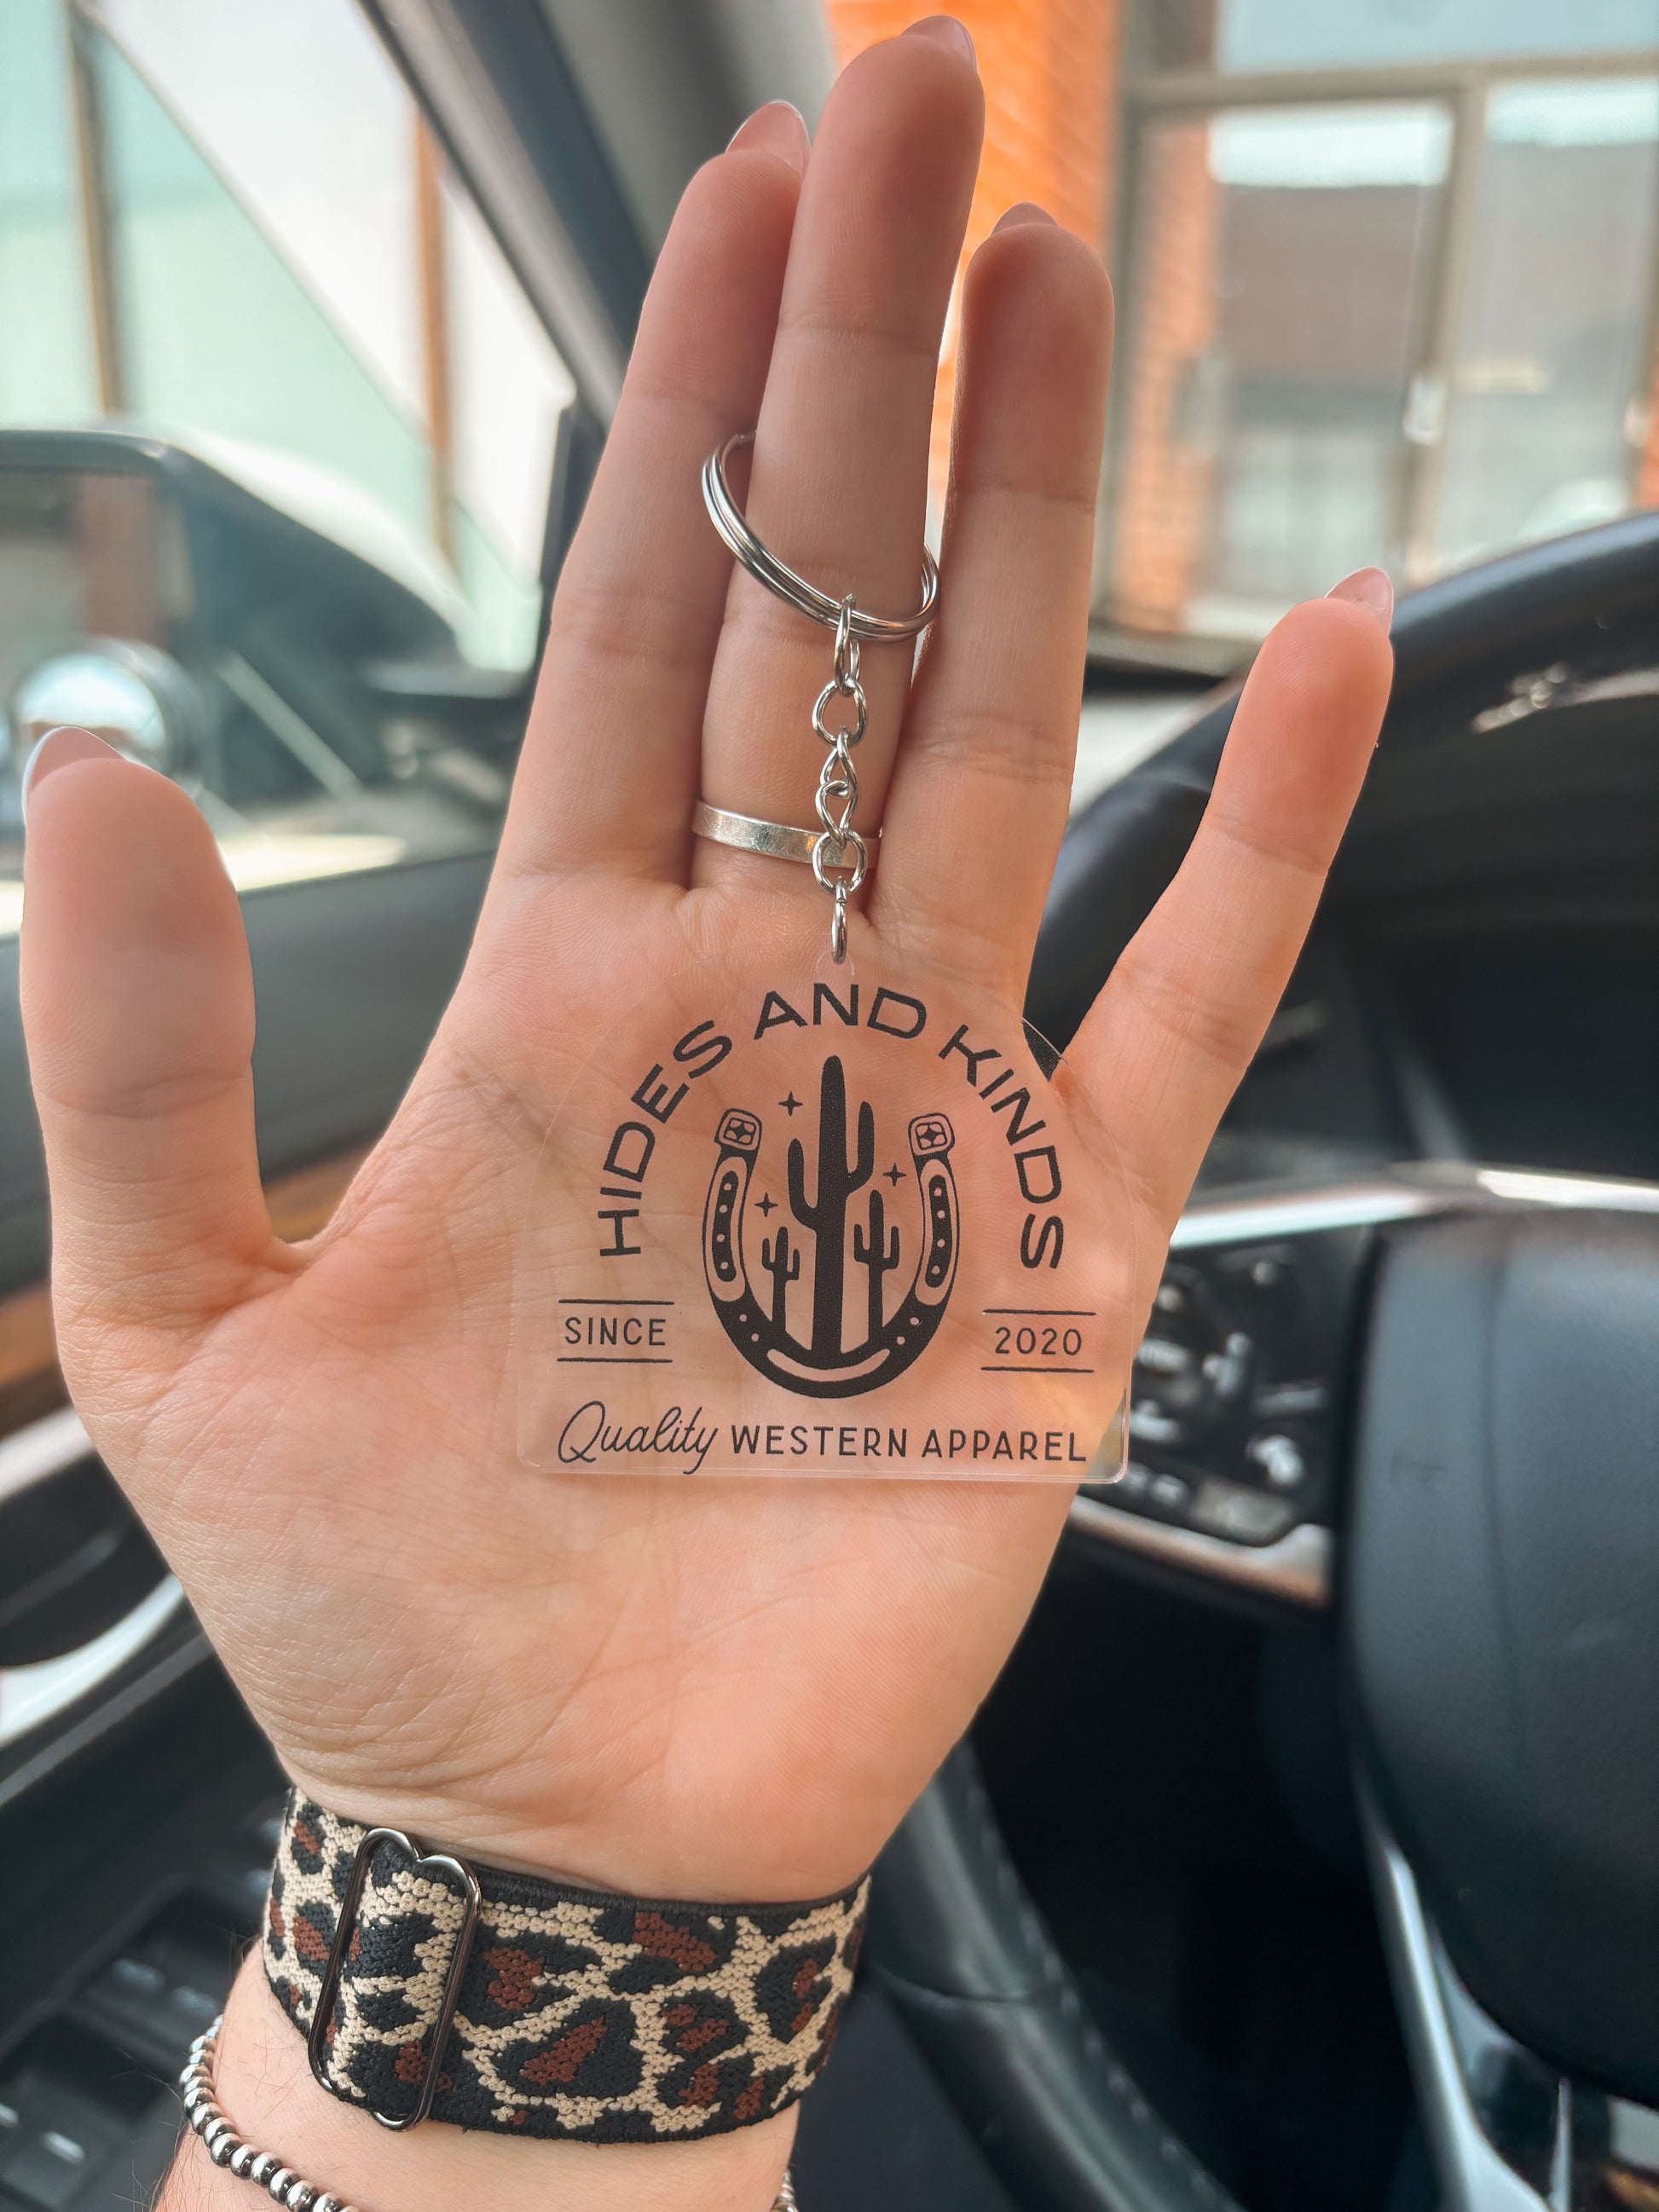 HIDES AND KINDS
SINCE
2020
Quality WESTERN APPAREL